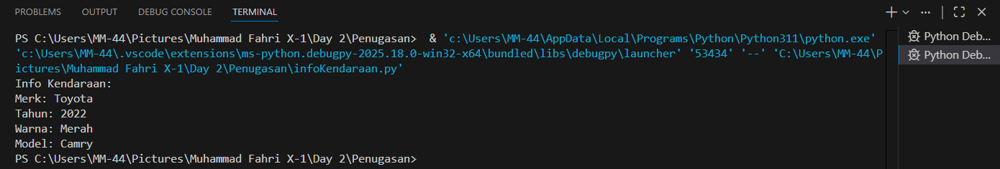 PROBLEMS OUTPUT DEBUG CONSOLE TERMINAL
PS C:\Users\MM-44\Pictures\Muhammad Fahri X-1\Day 2\Penugasan>  & 'c:\Users\MM-44\AppData\Local\Programs\Python\Python311\python.exe'
'c:\Users\MM-44\.vscode\extensions\ms-python.debugpy-2025.18.0-win32-x64\bundled\libs\debugpy\launcher' '53434' '--' 'C:\Users\MM-44\P
ictures\Muhammad Fahri X-1\Day 2\Penugasan\infoKendaraan.py'
Info Kendaraan:
Merk: Toyota
Tahun: 2022
Warna: Merah
Model: Camry
PS C:\Users\MM-44\Pictures\Muhammad Fahri X-1\Day 2\Penugasan>
Python Deb...
Python Deb...